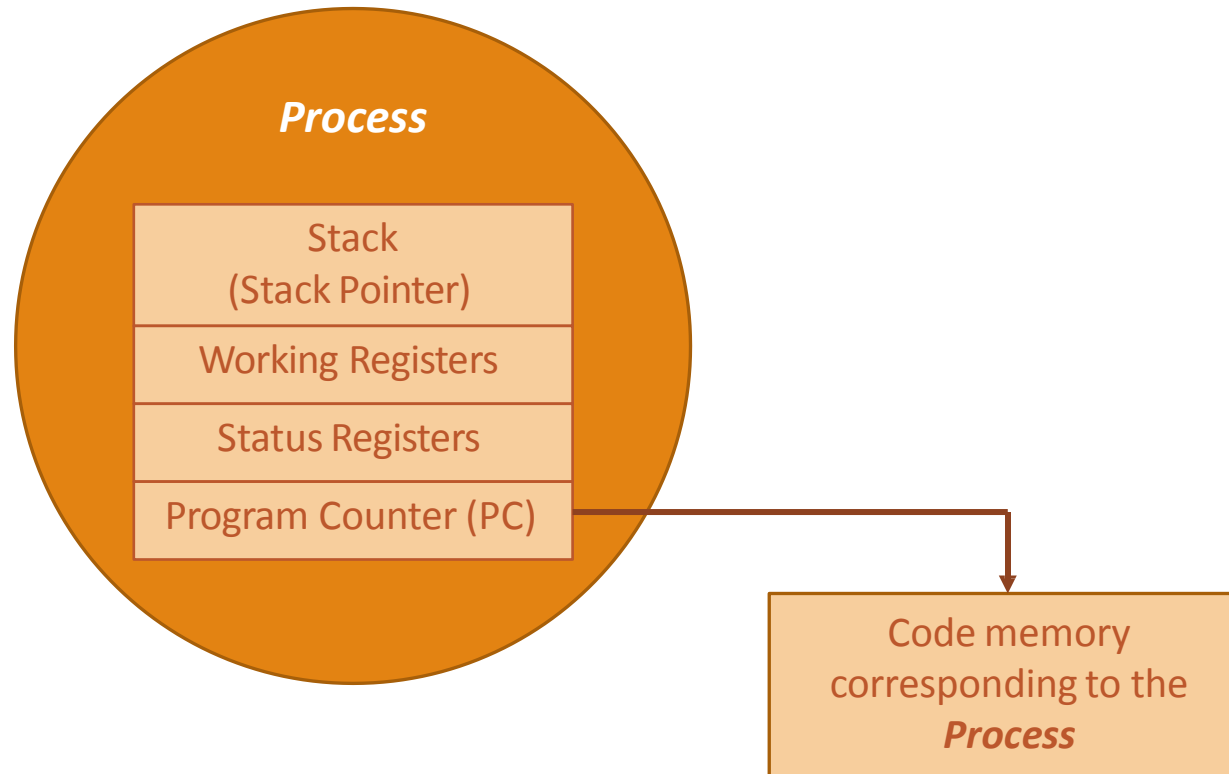 Process
Stack
(Stack Pointer)
Working Registers
Status Registers
Program Counter (PC)
Code memory
corresponding to the
Process